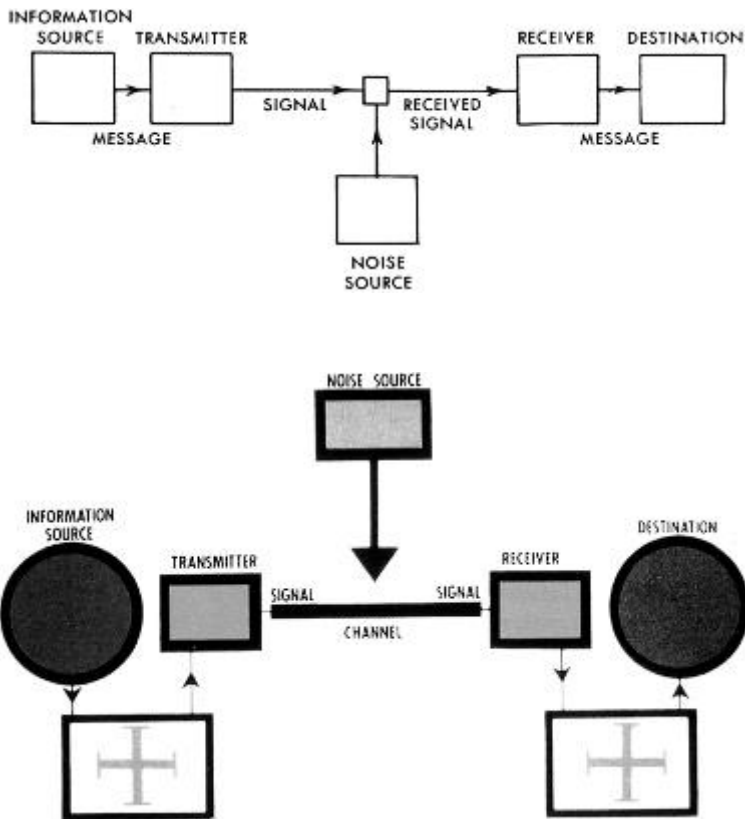 INFORMATION
SOURCE
TRANSMITTER
RECEIVER
DESTINATION
SIGNAL
RECEIVED
SIGNAL
MESSAGE
MESSAGE
NOISE
SOURCE
NOISE SOURCE
INFORMATION
SOURCE
DESTINATION
TRANSMITTER
RECEIVER
SIGNAL
SIGNAL
CHANNEL